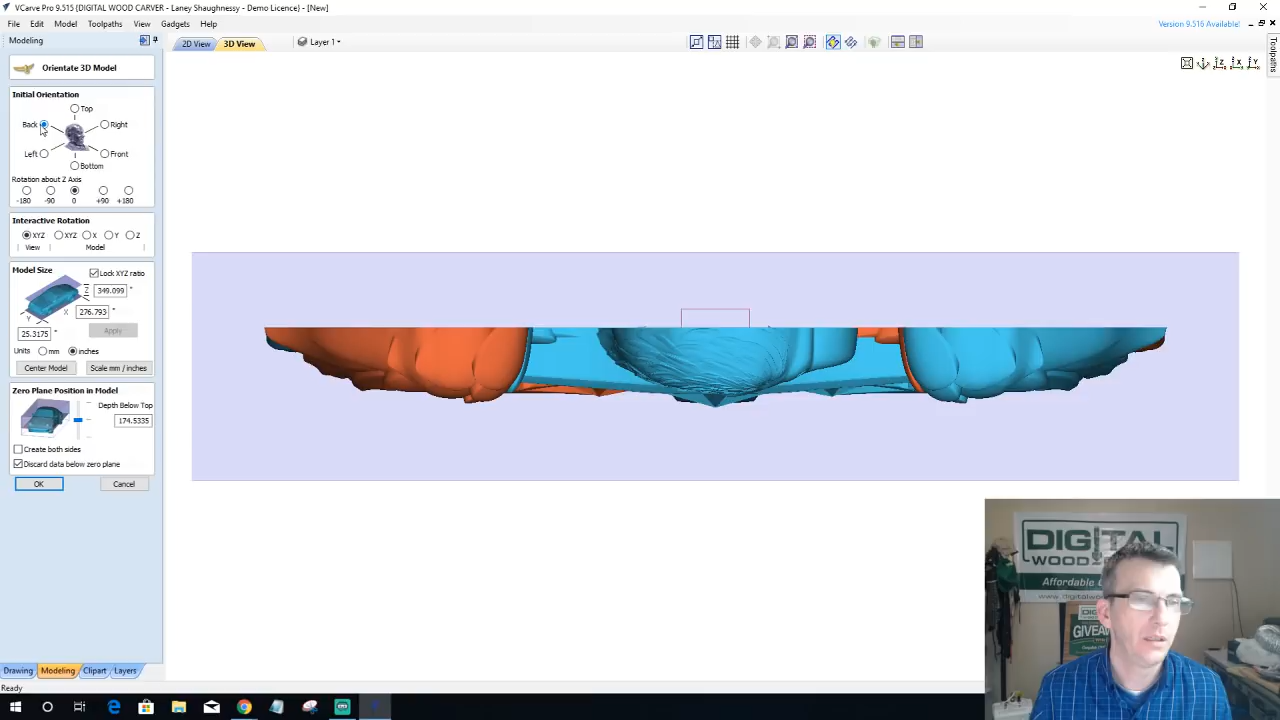 VCarve Pro 9.515 (DIGITAL WOOD CARVER - Laney Shaughnessy - Demo Licence) - [New]
File Edit Model Toolpaths View Gadgets Help
Version 9.516 Available!
Modeling
2D View 3D View Layer 1
Toolpaths
Orientate 3D Model
Initial Orientation
Top
Back Right
Left Front
Bottom
Rotation about Z Axis
-180 -90 0 +90 +180
Interactive Rotation
XYZ XYZ X Y Z
View Model
Model Size
Lock XYZ ratio
Z 349.099 "
X 276.793 "
Y
25.3175 " Apply
Units mm inches
Center Model Scale mm / inches
Zero Plane Position in Model
Depth Below Top
174.5335
Create both sides
Discard data below zero plane
OK Cancel
DIGITAL
WOOD
Affordable
www.digitalwo
GIVEA
Drawing Modeling Clipart Layers
Ready